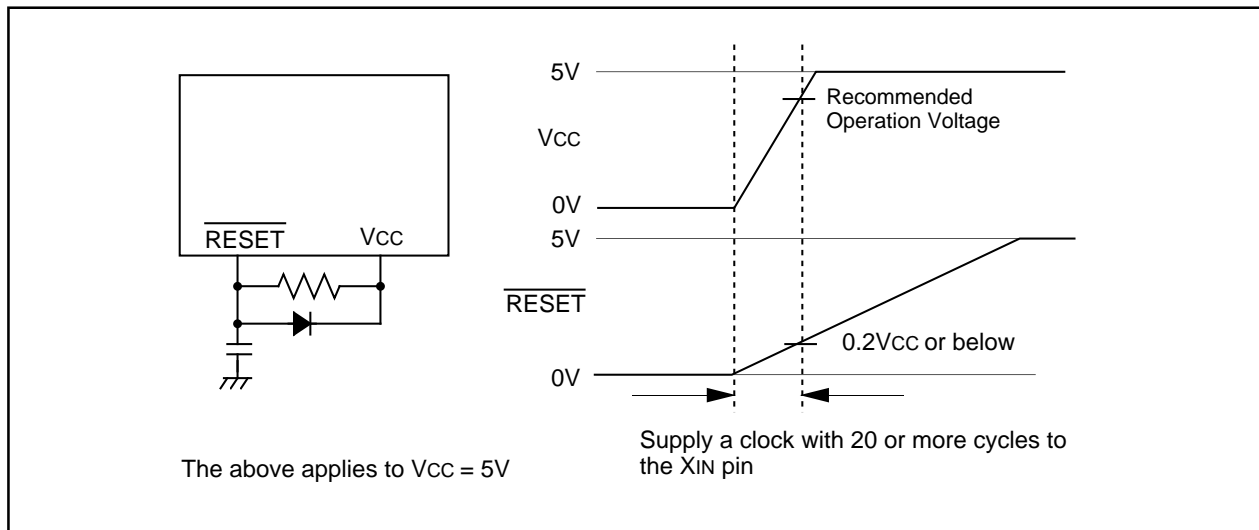 RESET
VCC
The above applies to VCC = 5V
5V
Recommended
Operation Voltage
VCC
0V
5V
RESET
0.2VCC or below
0V
Supply a clock with 20 or more cycles to
the XIN pin